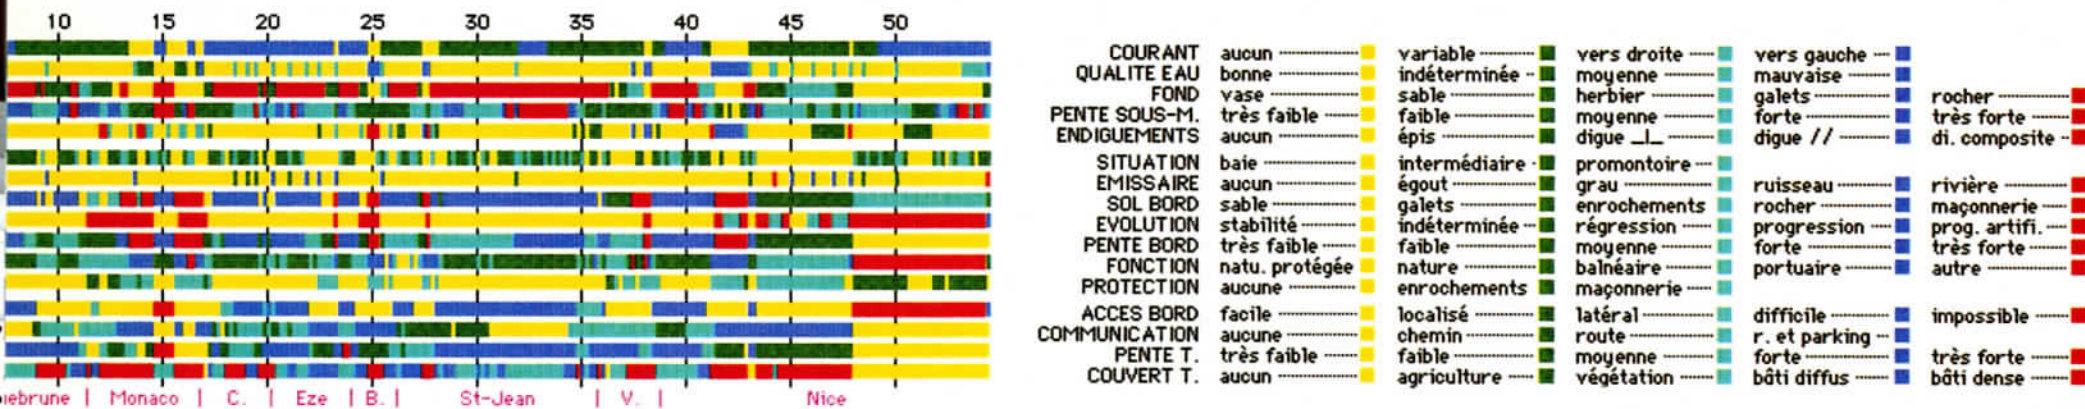 10 15 20 25 30 35 40 45 50
COURANT aucun variable vers droite vers gauche
QUALITE EAU bonne indéterminée moyenne mauvaise
FOND vase sable herbier galets rocher
PENTE SOUS-M. très faible faible moyenne forte très forte
ENDIGUEMENTS aucun épis digue _|_ digue // di. composite
SITUATION baie intermédiaire promontoire
EMISSAIRE aucun égout grau ruisseau rivière
SOL BORD sable galets enrochements rocher maçonnerie
EVOLUTION stabilité indéterminée régression progression prog. artifi.
PENTE BORD très faible faible moyenne forte très forte
FONCTION natu. protégée nature balnéaire portuaire autre
PROTECTION aucune enrochements maçonnerie
ACCES BORD facile localisé latéral difficile impossible
COMMUNICATION aucune chemin route r. et parking
PENTE T. très faible faible moyenne forte très forte
COUVERT T. aucun agriculture végétation bâti diffus bâti dense
uebrune | Monaco | C. | Eze | B. | St-Jean | V. | Nice